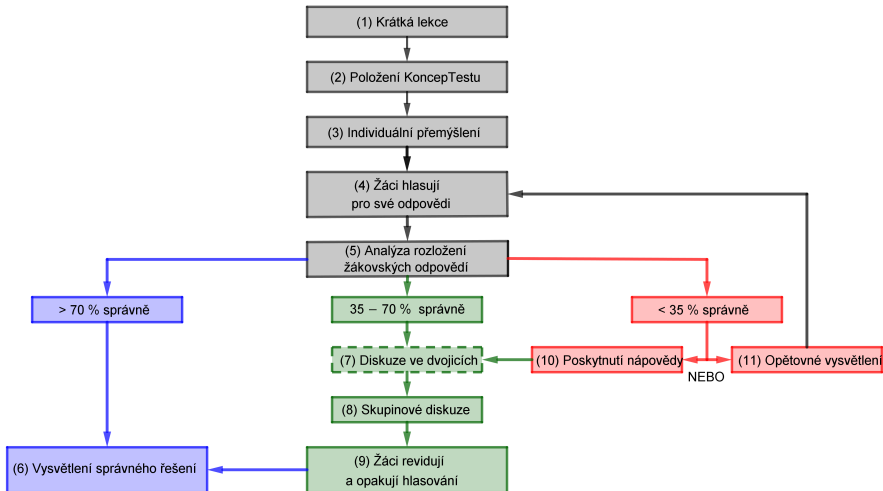 (1) Krátká lekce
(2) Položení KoncepTestu
(3) Individuální přemýšlení
(4) Žáci hlasují
pro své odpovědi
(5) Analýza rozložení
žákovských odpovědí
> 70 % správně
35 – 70 % správně
< 35 % správně
(7) Diskuze ve dvojicích
(10) Poskytnutí nápovědy
NEBO
(11) Opětovné vysvětlení
(8) Skupinové diskuze
(6) Vysvětlení správného řešení
(9) Žáci revidují
a opakují hlasování